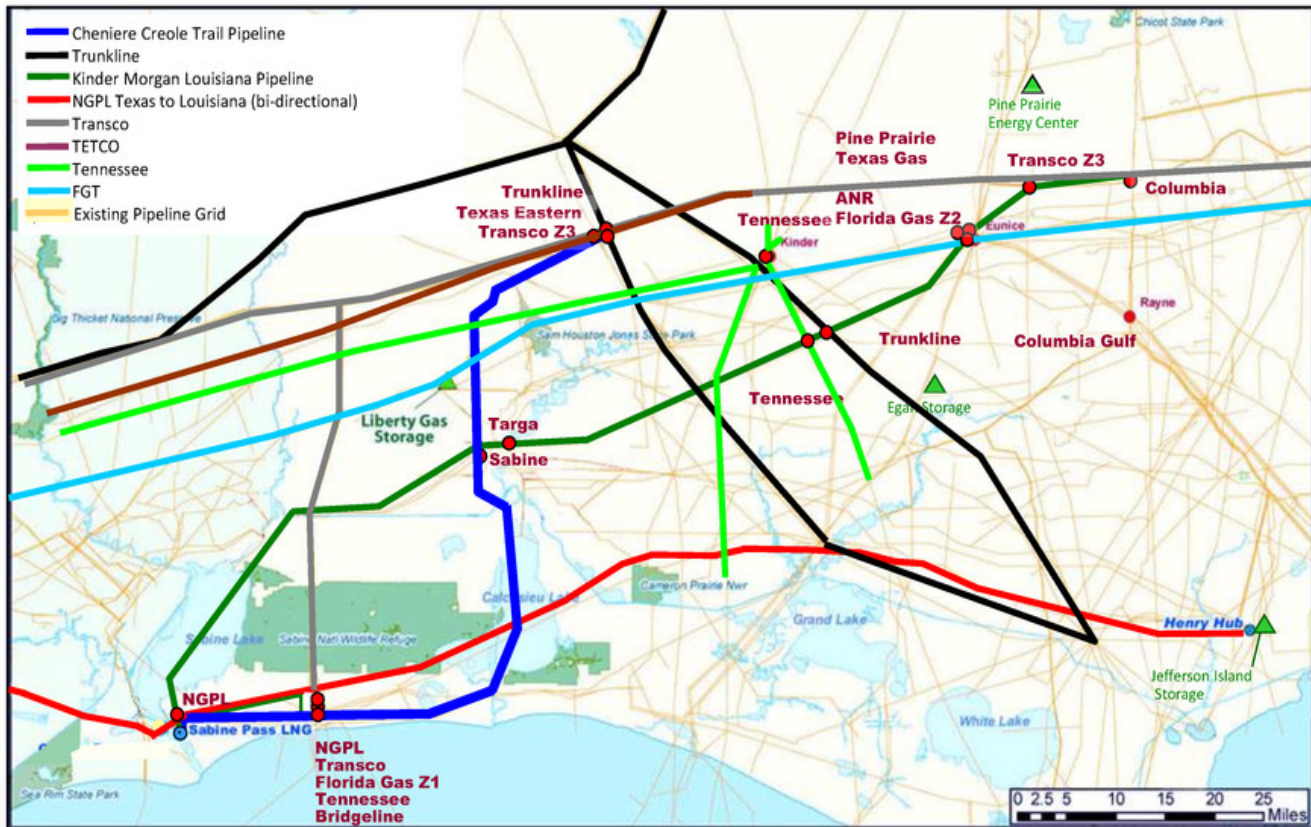 Cheniere Creole Trail Pipeline
Trunkline
Kinder Morgan Louisiana Pipeline
NGPL Texas to Louisiana (bi-directional)
Transco
TETCO
Tennessee
FGT
Existing Pipeline Grid
Chicot State Park
Pine Prairie
Energy Center
Pine Prairie
Texas Gas
Transco Z3
Columbia
Trunkline
Texas Eastern
Transco Z3
ANR
Florida Gas Z2
Tennessee
Kinder
Eunice
Gig Thicket National Preserve
Sam Houston Jones State Park
Rayne
Trunkline
Columbia Gulf
Liberty Gas
Storage
Tennessee
Egan Storage
Targa
Sabine
Calcasieu Lake
Cameron Prairie Nwr
Sabine Lake
Sabine Natl Wildlife Refuge
Grand Lake
Henry Hub
Jefferson Island
Storage
NGPL
Sabine Pass LNG
White Lake
NGPL
Transco
Florida Gas Z1
Tennessee
Bridgeline
Sea Rim State Park
0 2.5 5 10 15 20 25
Miles